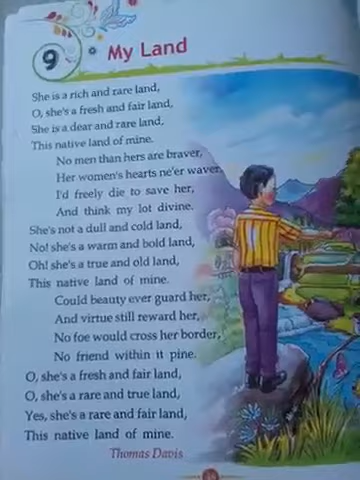 9
My Land
She is a rich and rare land,
O, she's a fresh and fair land,
She is a dear and rare land,
This native land of mine.
No men than hers are braver,
Her women's hearts ne'er waver,
I'd freely die to save her,
And think my lot divine.
She's not a dull and cold land,
No! she's a warm and bold land,
Oh! she's a true and old land,
This native land of mine.
Could beauty ever guard her,
And virtue still reward her,
No foe would cross her border,
No friend within it pine.
O, she's a fresh and fair land,
O, she's a rare and true land,
Yes, she's a rare and fair land,
This native land of mine.
Thomas Davis